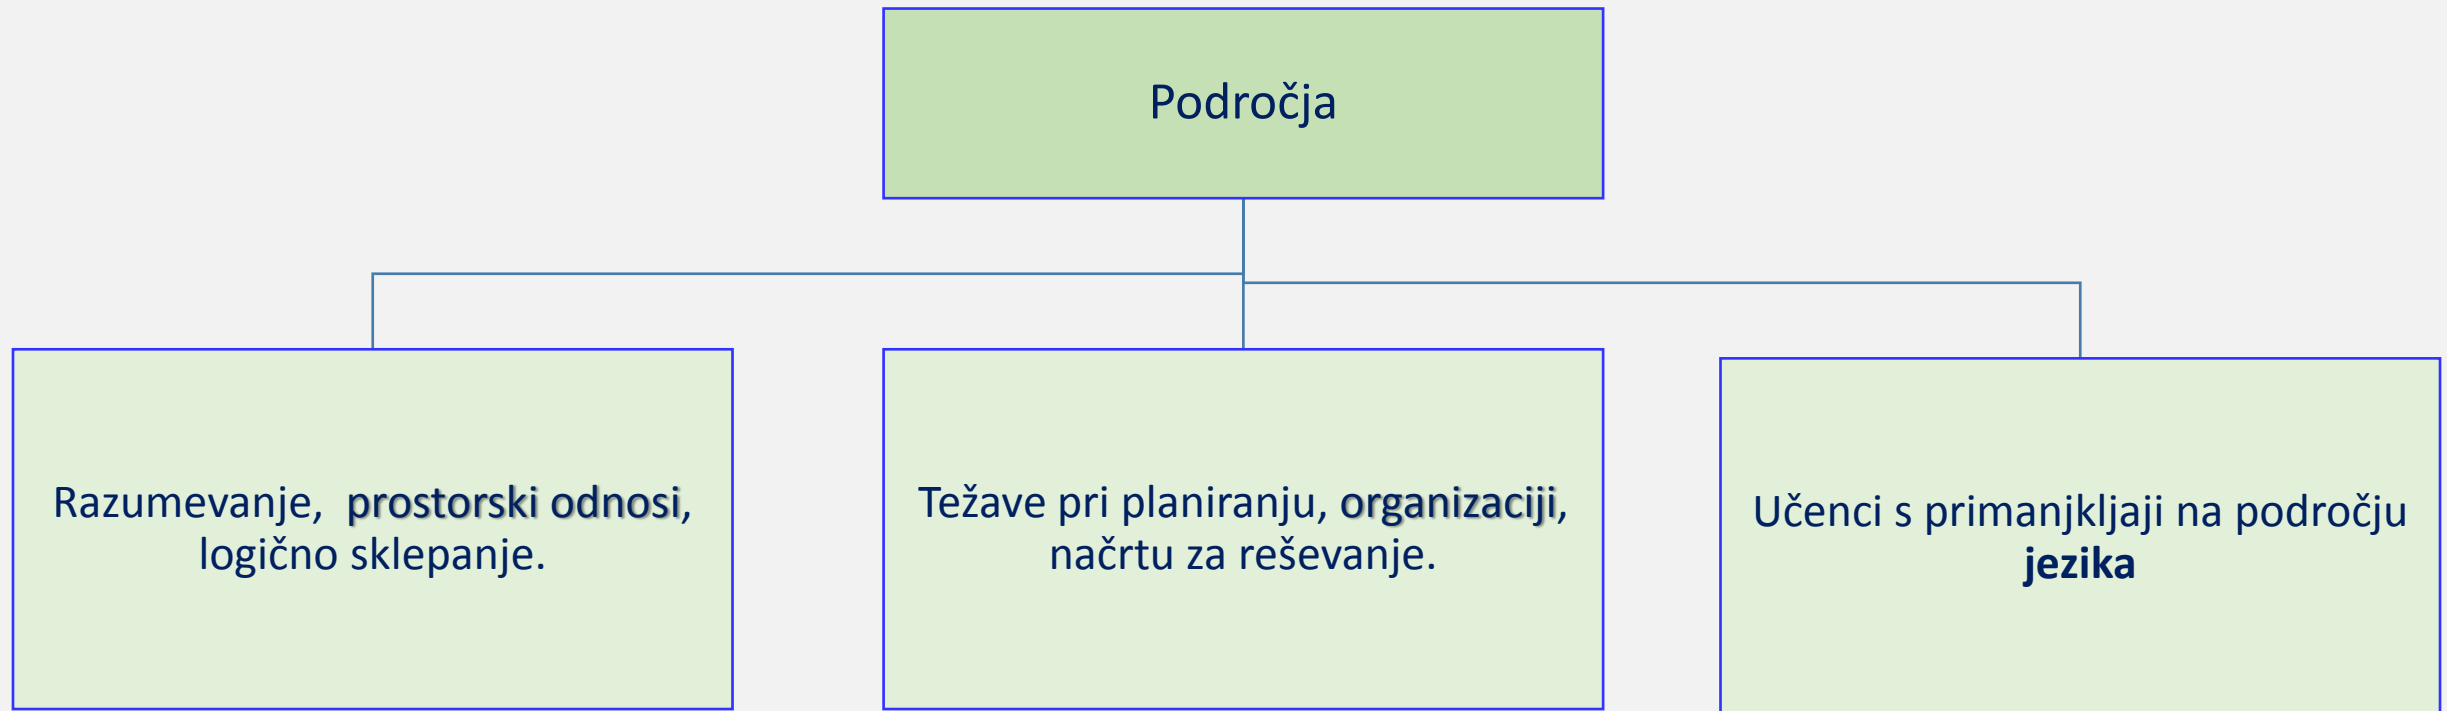 Področja
Razumevanje, prostorski odnosi,
logično sklepanje.
Težave pri planiranju, organizaciji,
načrtu za reševanje.
Učenci s primanjkljaji na področju
jezika